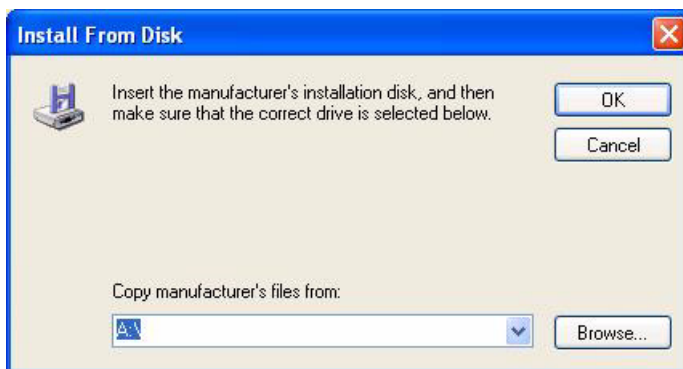 Install From Disk
Insert the manufacturer's installation disk, and then
make sure that the correct drive is selected below.
OK
Cancel
Copy manufacturer's files from:
A:\
Browse...